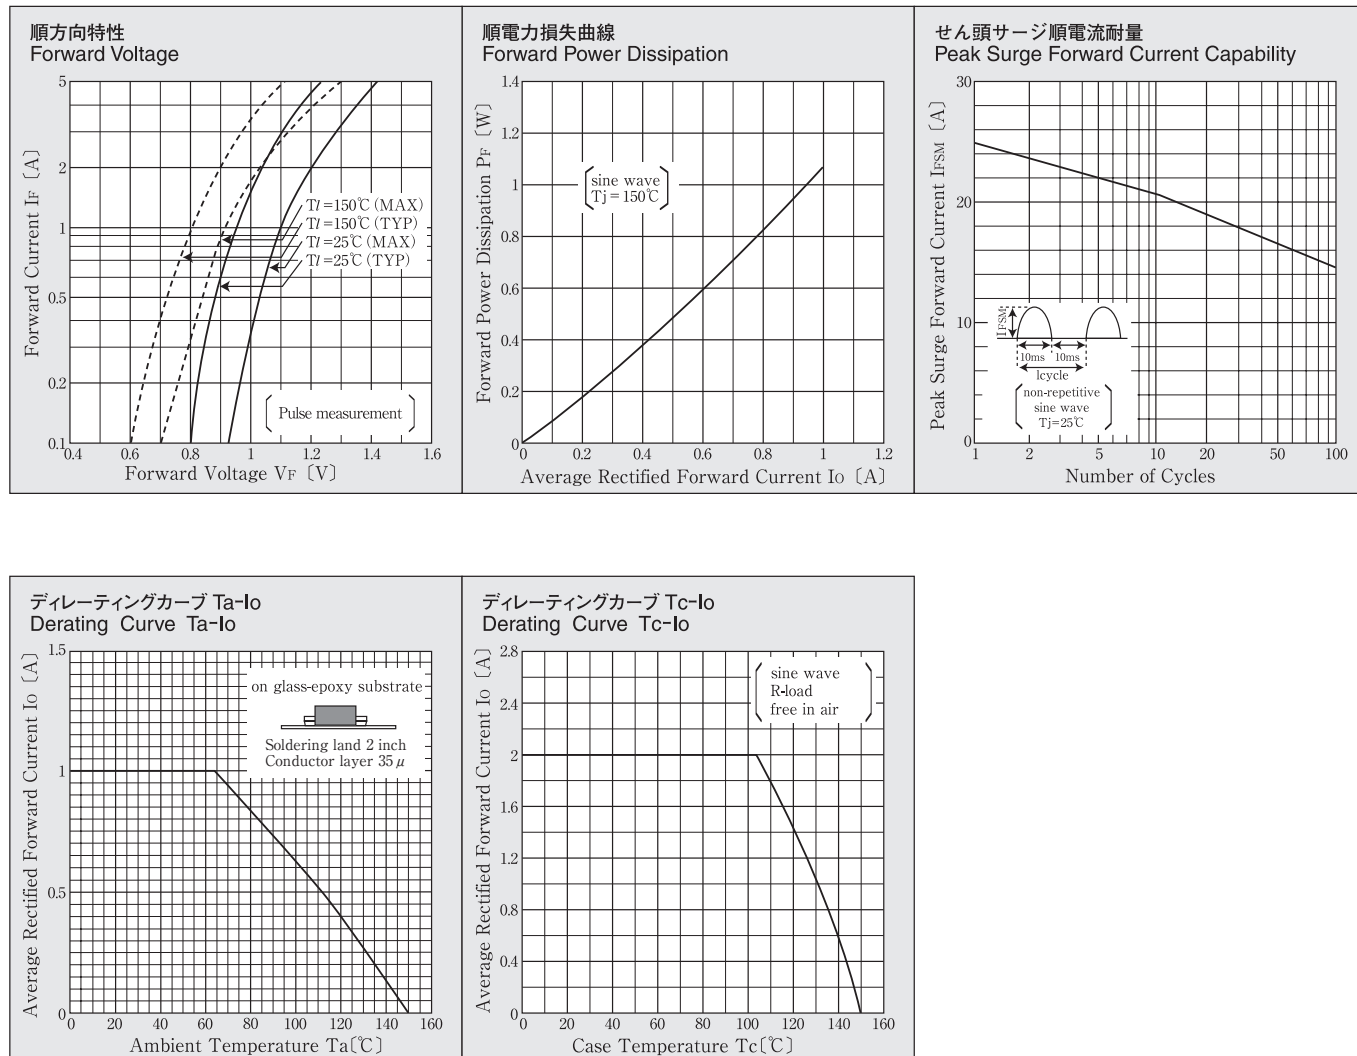 順方向特性
Forward Voltage
Forward Current IF〔A〕
5
2
1
0.5
0.2
0.1
Tl=150℃(MAX)
Tl=150℃(TYP)
Tl=25℃(MAX)
Tl=25℃(TYP)
Pulse measurement
0.4 0.6 0.8 1 1.2 1.4 1.6
Forward Voltage VF〔V〕
順電力損失曲線
Forward Power Dissipation
Forward Power Dissipation PF〔W〕
1.4
1.2
1
0.8
0.6
0.4
0.2
0
sine wave
Tj=150℃
0 0.2 0.4 0.6 0.8 1 1.2
Average Rectified Forward Current IO〔A〕
せん頭サージ順電流耐量
Peak Surge Forward Current Capability
Peak Surge Forward Current IFSM〔A〕
30
20
10
0
IFSM
10ms 10ms
1cycle
non-repetitive
sine wave
Tj=25℃
1 2 5 10 20 50 100
Number of Cycles
ディレーティングカーブ Ta-Io
Derating Curve Ta-Io
Average Rectified Forward Current IO〔A〕
1.5
1
0.5
0
on glass-epoxy substrate
Soldering land 2 inch
Conductor layer 35μ
0 20 40 60 80 100 120 140 160
Ambient Temperature Ta〔℃〕
ディレーティングカーブ Tc-Io
Derating Curve Tc-Io
Average Rectified Forward Current IO〔A〕
2.8
2.4
2
1.6
1.2
0.8
0.4
0
sine wave
R-load
free in air
0 20 40 60 80 100 120 140 160
Case Temperature Tc〔℃〕